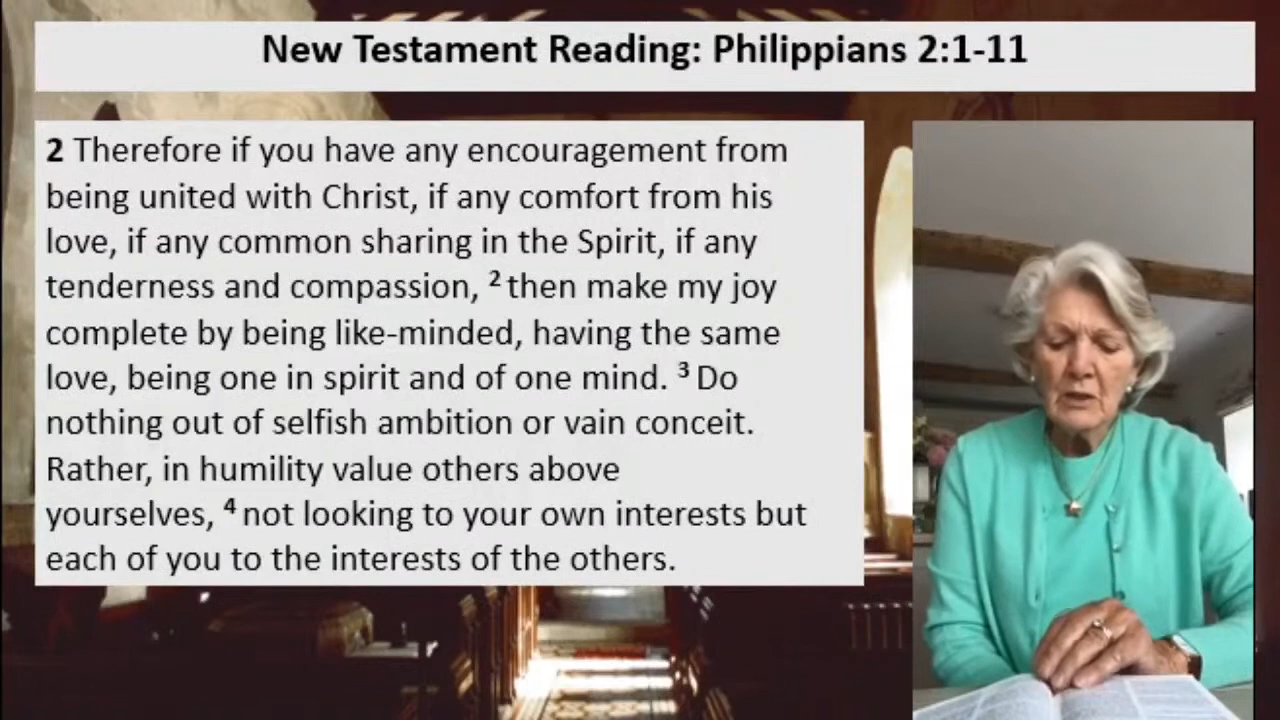 New Testament Reading: Philippians 2:1-11
2 Therefore if you have any encouragement from
being united with Christ, if any comfort from his
love, if any common sharing in the Spirit, if any
tenderness and compassion, 2 then make my joy
complete by being like-minded, having the same
love, being one in spirit and of one mind. 3 Do
nothing out of selfish ambition or vain conceit.
Rather, in humility value others above
yourselves, 4 not looking to your own interests but
each of you to the interests of the others.